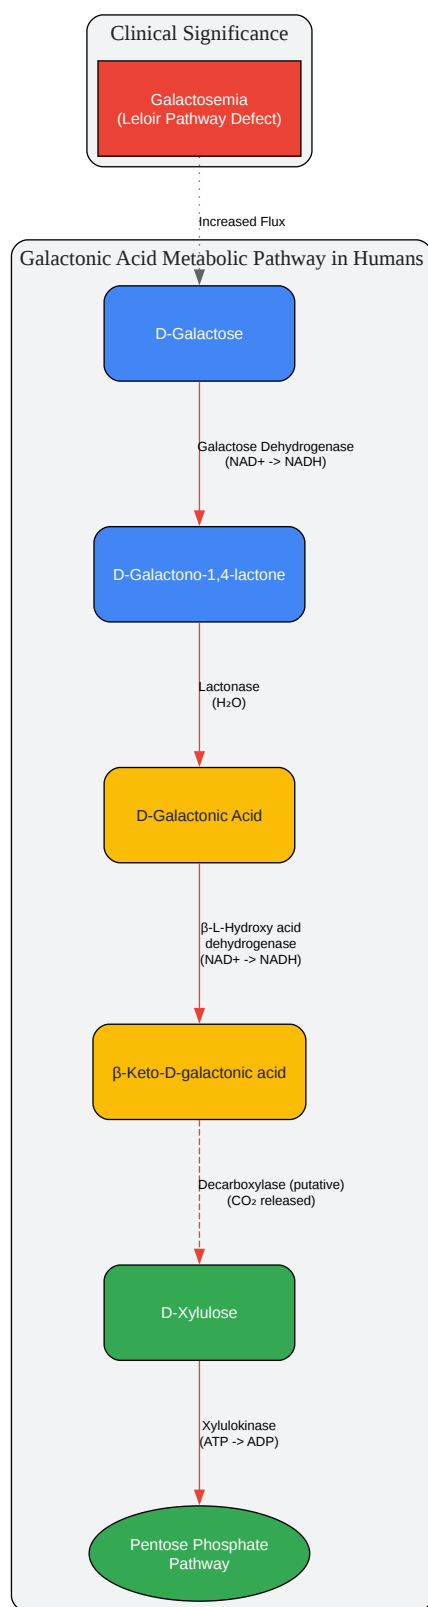 Clinical Significance
Galactosemia
(Leloir Pathway Defect)
Increased Flux
Galactonic Acid Metabolic Pathway in Humans
D-Galactose
Galactose Dehydrogenase
(NAD+ -> NADH)
D-Galactono-1,4-lactone
Lactonase
(H₂O)
D-Galactonic Acid
β-L-Hydroxy acid
dehydrogenase
(NAD+ -> NADH)
β-Keto-D-galactonic acid
Decarboxylase (putative)
(CO₂ released)
D-Xylulose
Xylulokinase
(ATP -> ADP)
Pentose Phosphate
Pathway